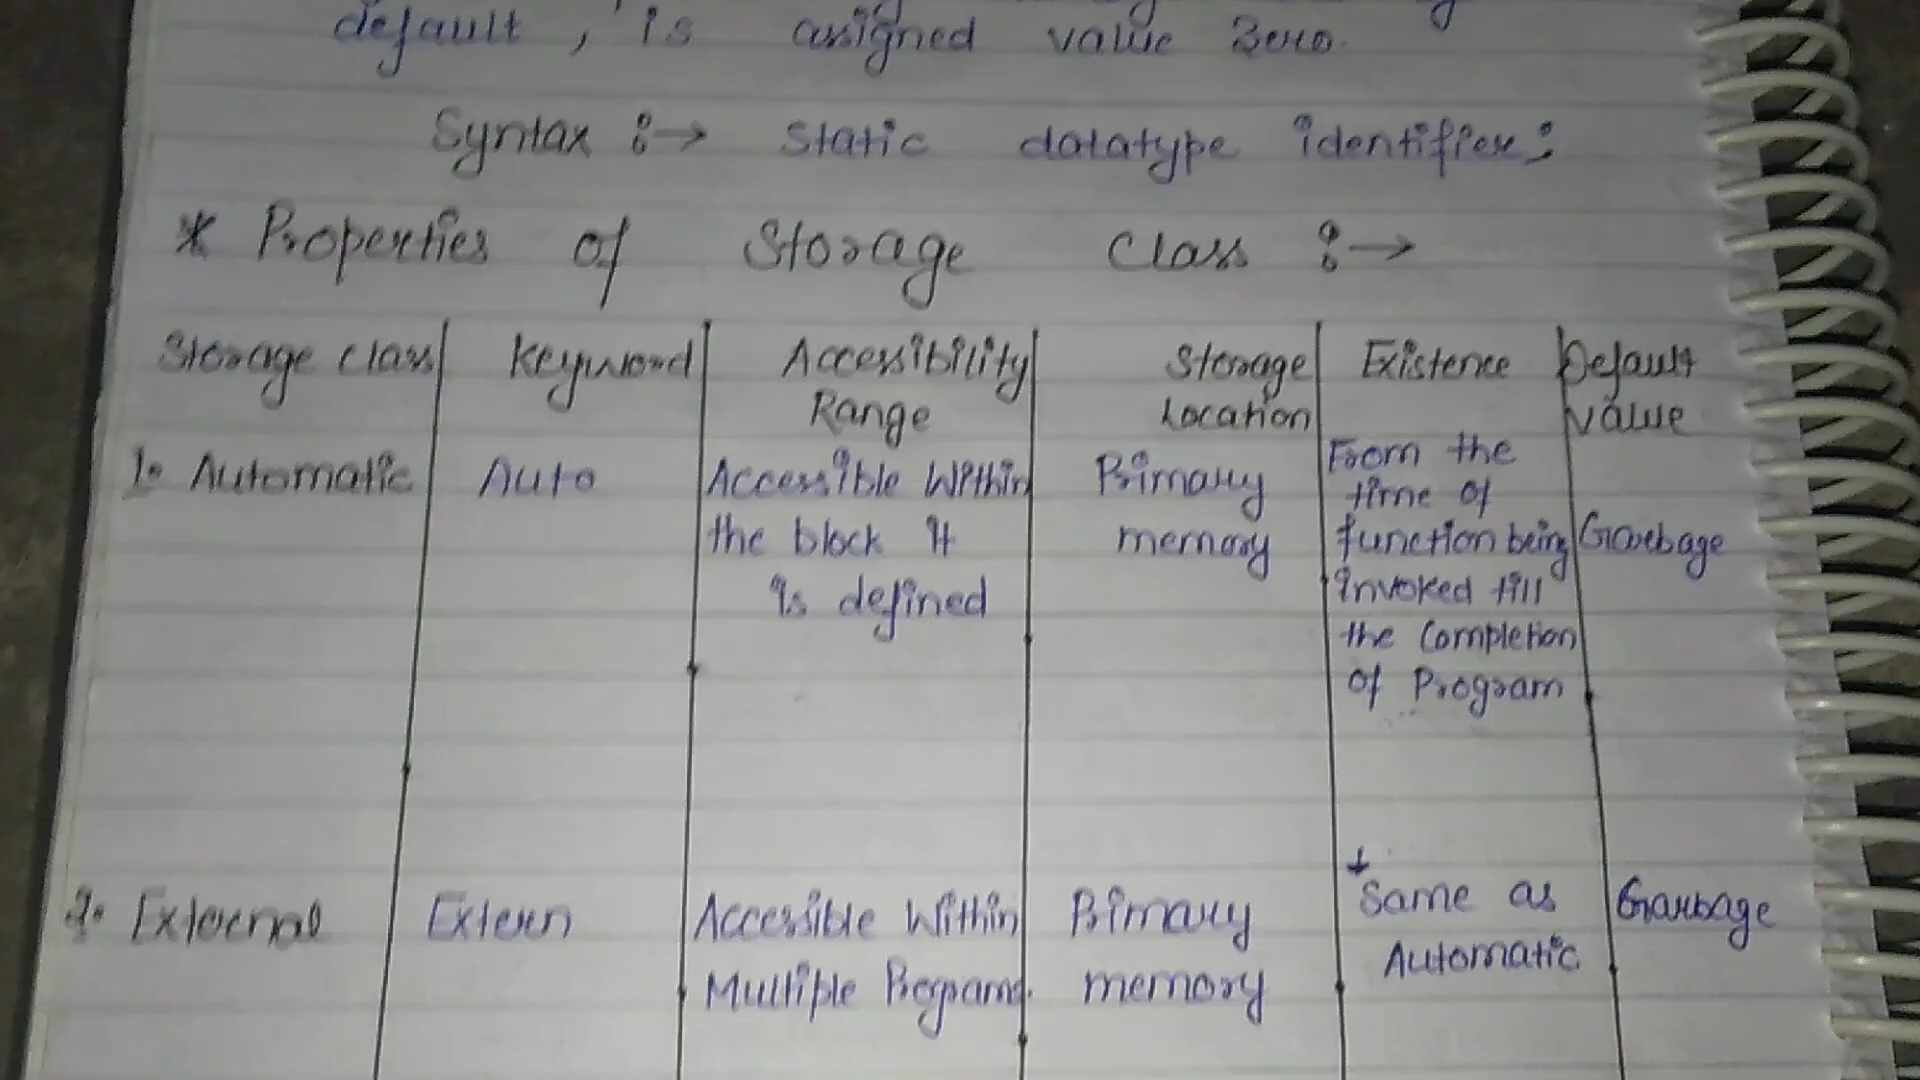 default, is assigned value Zero.
Syntax :→ Static datatype identifier;
* Properties of Storage Class :→
Storage class Keyword Accessibility Range Storage Location Existence Default value
1. Automatic Auto Accessible Within the block it is defined Primary memory From the time of function being invoked till the Completion of Program Garbage
2. External Extern Accessible Within Multiple Programs. Primary memory Same as Automatic Garbage